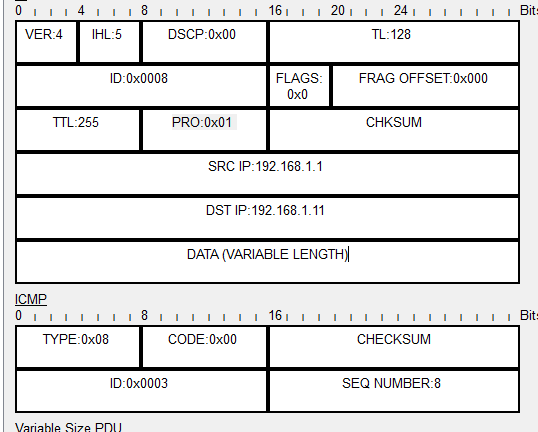 0 4 8 16 20 24 Bits
VER:4 IHL:5 DSCP:0x00 TL:128
ID:0x0008 FLAGS: 0x0 FRAG OFFSET:0x000
TTL:255 PRO:0x01 CHKSUM
SRC IP:192.168.1.1
DST IP:192.168.1.11
DATA (VARIABLE LENGTH)
ICMP
0 8 16 Bits
TYPE:0x08 CODE:0x00 CHECKSUM
ID:0x0003 SEQ NUMBER:8
Variable Size PDU